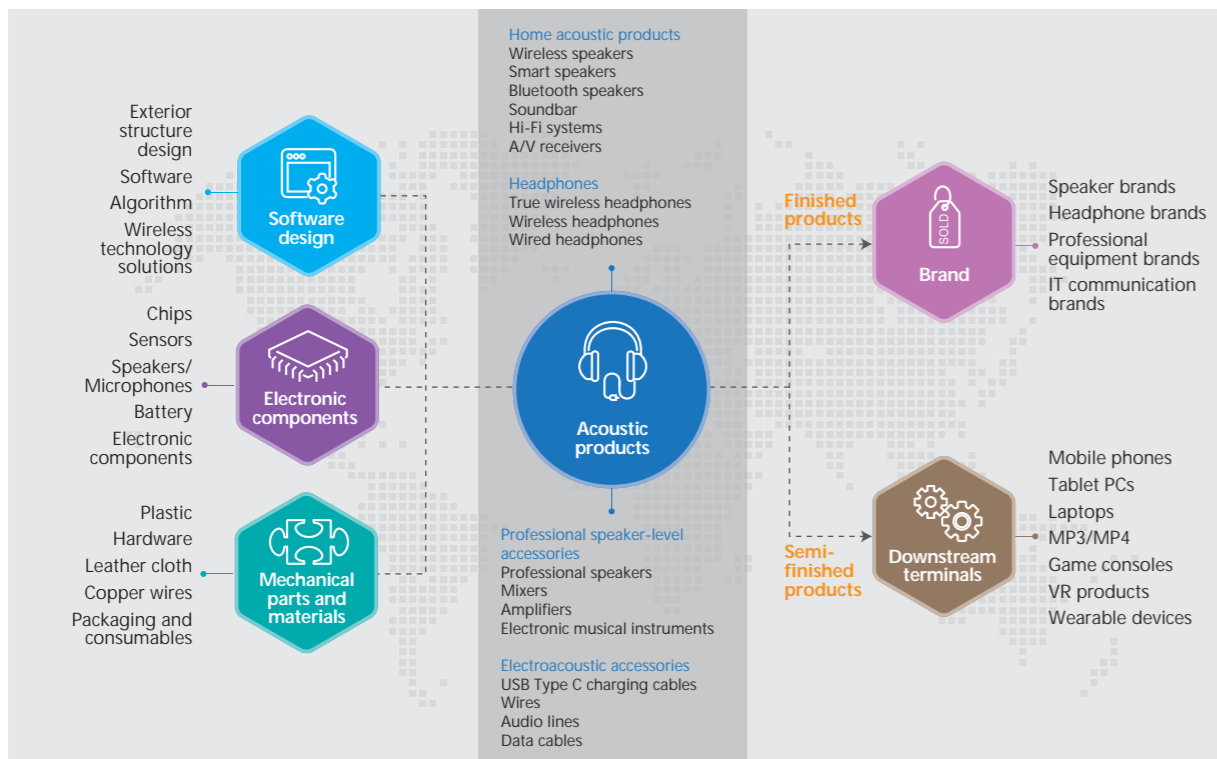 Exterior
structure
design
Software
Algorithm
Wireless
technology
solutions
Software
design
Chips
Sensors
Speakers/
Microphones
Battery
Electronic
components
Electronic
components
Plastic
Hardware
Leather cloth
Copper wires
Packaging and
consumables
Mechanical
parts and
materials
Home acoustic products
Wireless speakers
Smart speakers
Bluetooth speakers
Soundbar
Hi-Fi systems
A/V receivers
Headphones
True wireless headphones
Wireless headphones
Wired headphones
Acoustic
products
Professional speaker-level
accessories
Professional speakers
Mixers
Amplifiers
Electronic musical instruments
Electroacoustic accessories
USB Type C charging cables
Wires
Audio lines
Data cables
Finished
products
SOLD
Brand
Speaker brands
Headphone brands
Professional
equipment brands
IT communication
brands
Semi-
finished
products
Downstream
terminals
Mobile phones
Tablet PCs
Laptops
MP3/MP4
Game consoles
VR products
Wearable devices